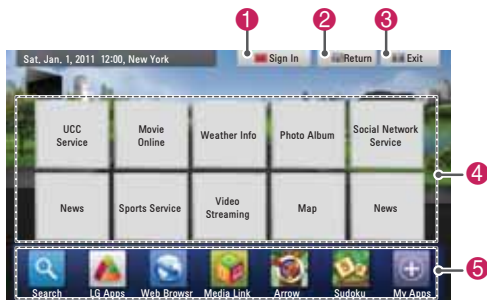 1 2 3
Sat. Jan. 1, 2011 12:00, New York Sign In Return Exit
UCC Service Movie Online Weather Info Photo Album Social Network Service
4
News Sports Service Video Streaming Map News
5
Search LG Apps Web Browsr Media Link Arrow Sudoku My Apps